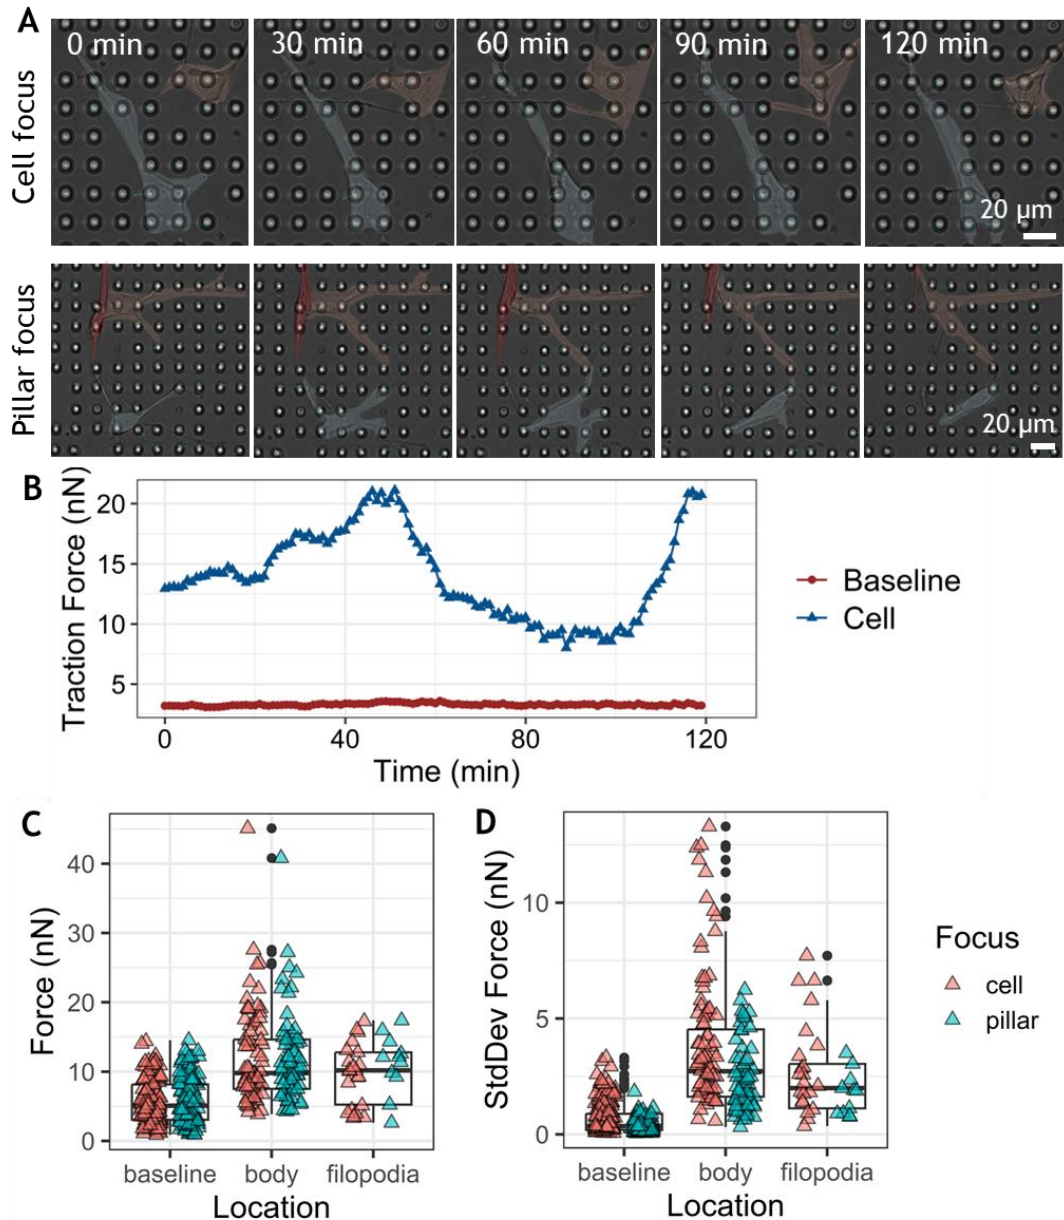 A
0 min
30 min
60 min
90 min
120 min
Cell focus
20 µm
Pillar focus
20 µm
B
Traction Force (nN)
20
15
10
5
0
40
80
120
Time (min)
Baseline
Cell
C
Force (nN)
40
30
20
10
0
baseline
body
filopodia
Location
D
StdDev Force (nN)
10
5
0
baseline
body
filopodia
Location
Focus
cell
pillar